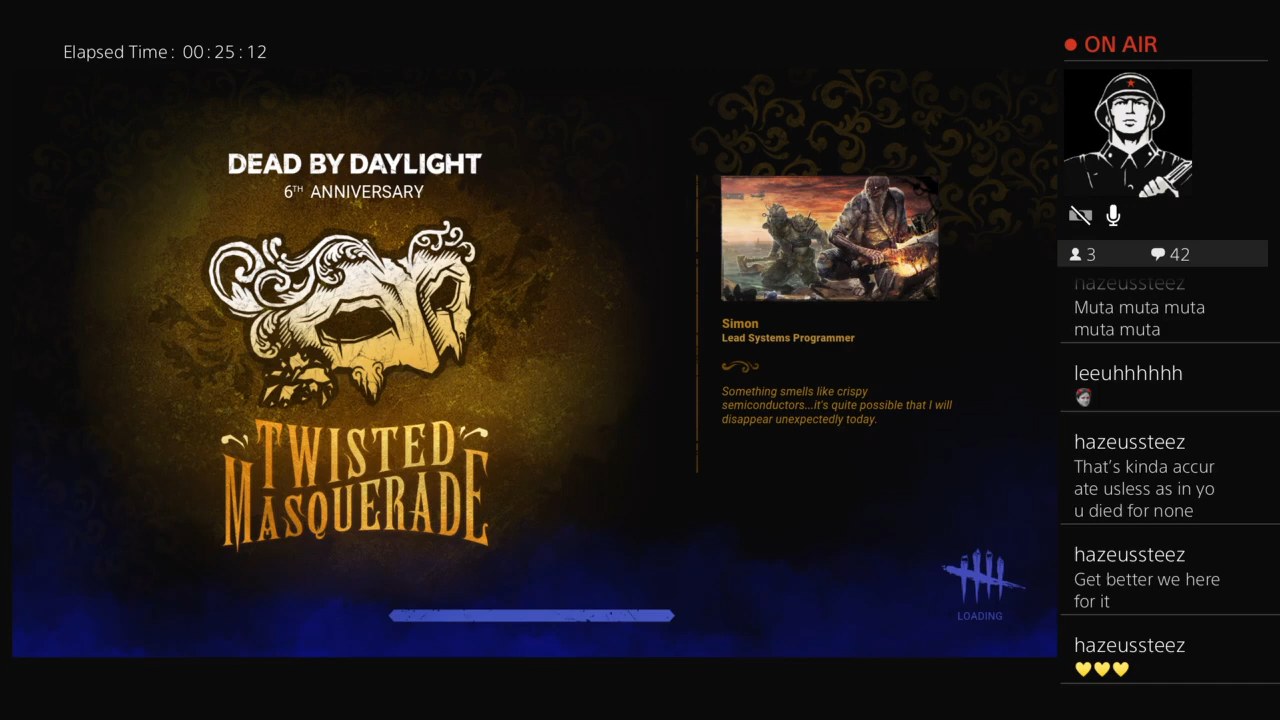 Elapsed Time: 00:25:12
ON AIR
DEAD BY DAYLIGHT
6TH ANNIVERSARY
TWISTED
MASQUERADE
Simon
Lead Systems Programmer
Something smells like crispy
semiconductors...it's quite possible that I will
disappear unexpectedly today.
LOADING
3
42
hazeussteez
Muta muta muta
muta muta
leeuhhhhhh
hazeussteez
That's kinda accur
ate usless as in yo
u died for none
hazeussteez
Get better we here
for it
hazeussteez
💛💛💛